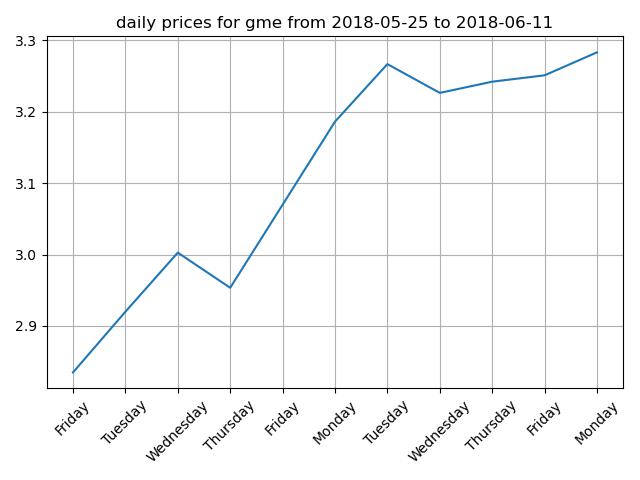 daily prices for gme from 2018-05-25 to 2018-06-11
3.3
3.2
3.1
3.0
2.9
Friday
Tuesday
Wednesday
Thursday
Friday
Monday
Tuesday
Wednesday
Thursday
Friday
Monday